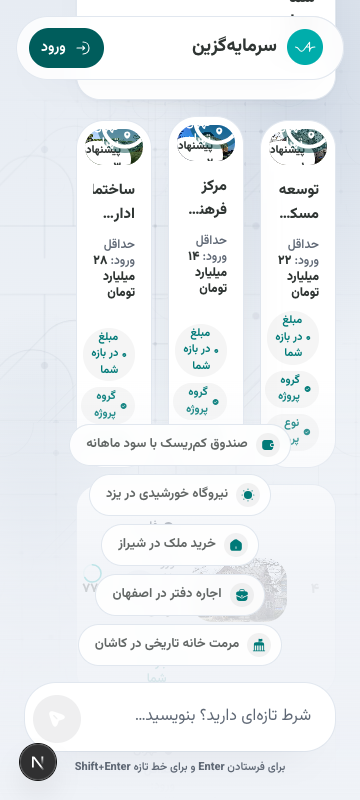 سرمایه‌گزین
ورود
پیشنهاد
پیشنهاد
پیشنهاد
توسعه
مسک...
حداقل
ورود: ۲۲
میلیارد
تومان
مبلغ
در بازه
شما
گروه
پروژه
نوع
مرکز
فرهن...
حداقل
ورود: ۱۴
میلیارد
تومان
مبلغ
در بازه
شما
گروه
پروژه
ساختما
ادار...
حداقل
ورود: ۲۸
میلیارد
تومان
مبلغ
در بازه
شما
گروه
پروژه
صندوق کم‌ریسک با سود ماهانه
نیروگاه خورشیدی در یزد
خرید ملک در شیراز
اجاره دفتر در اصفهان
۴
۷۷
مرمت خانه تاریخی در کاشان
شما
شرط تازه‌ای دارید؟ بنویسید...
برای فرستادن Enter و برای خط تازه Shift+Enter
N